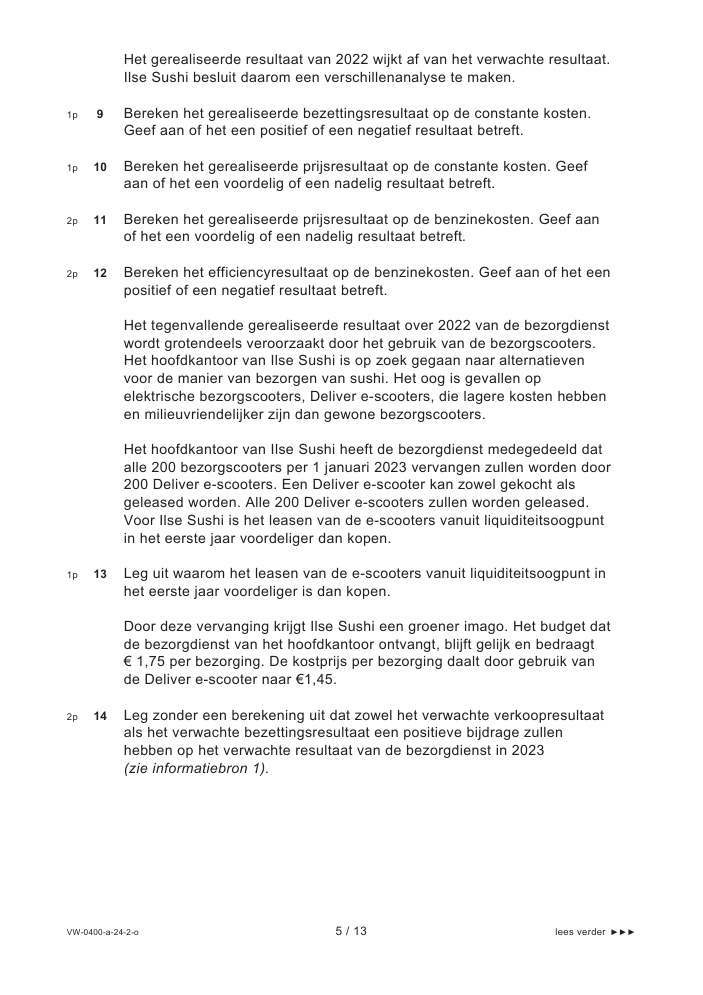 Het gerealiseerde resultaat van 2022 wijkt af van het verwachte resultaat.
Ilse Sushi besluit daarom een verschillenanalyse te maken.
1p 9 Bereken het gerealiseerde bezettingsresultaat op de constante kosten.
Geef aan of het een positief of een negatief resultaat betreft.
1p 10 Bereken het gerealiseerde prijsresultaat op de constante kosten. Geef
aan of het een voordelig of een nadelig resultaat betreft.
2p 11 Bereken het gerealiseerde prijsresultaat op de benzinekosten. Geef aan
of het een voordelig of een nadelig resultaat betreft.
2p 12 Bereken het efficiencyresultaat op de benzinekosten. Geef aan of het een
positief of een negatief resultaat betreft.
Het tegenvallende gerealiseerde resultaat over 2022 van de bezorgdienst
wordt grotendeels veroorzaakt door het gebruik van de bezorgscooters.
Het hoofdkantoor van Ilse Sushi is op zoek gegaan naar alternatieven
voor de manier van bezorgen van sushi. Het oog is gevallen op
elektrische bezorgscooters, Deliver e-scooters, die lagere kosten hebben
en milieuvriendelijker zijn dan gewone bezorgscooters.
Het hoofdkantoor van Ilse Sushi heeft de bezorgdienst medegedeeld dat
alle 200 bezorgscooters per 1 januari 2023 vervangen zullen worden door
200 Deliver e-scooters. Een Deliver e-scooter kan zowel gekocht als
geleased worden. Alle 200 Deliver e-scooters zullen worden geleased.
Voor Ilse Sushi is het leasen van de e-scooters vanuit liquiditeitsoogpunt
in het eerste jaar voordeliger dan kopen.
1p 13 Leg uit waarom het leasen van de e-scooters vanuit liquiditeitsoogpunt in
het eerste jaar voordeliger is dan kopen.
Door deze vervanging krijgt Ilse Sushi een groener imago. Het budget dat
de bezorgdienst van het hoofdkantoor ontvangt, blijft gelijk en bedraagt
€ 1,75 per bezorging. De kostprijs per bezorging daalt door gebruik van
de Deliver e-scooter naar €1,45.
2p 14 Leg zonder een berekening uit dat zowel het verwachte verkoopresultaat
als het verwachte bezettingsresultaat een positieve bijdrage zullen
hebben op het verwachte resultaat van de bezorgdienst in 2023
(zie informatiebron 1).
VW-0400-a-24-2-o 5 / 13 lees verder ►►►